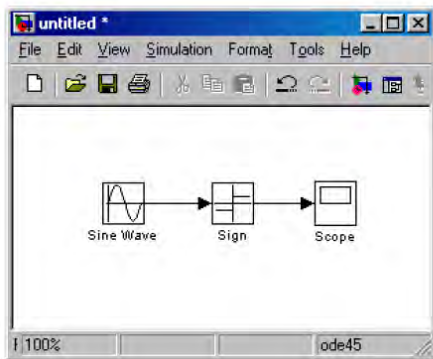 untitled *
File Edit View Simulation Format Tools Help
Sine Wave Sign Scope
100% ode45